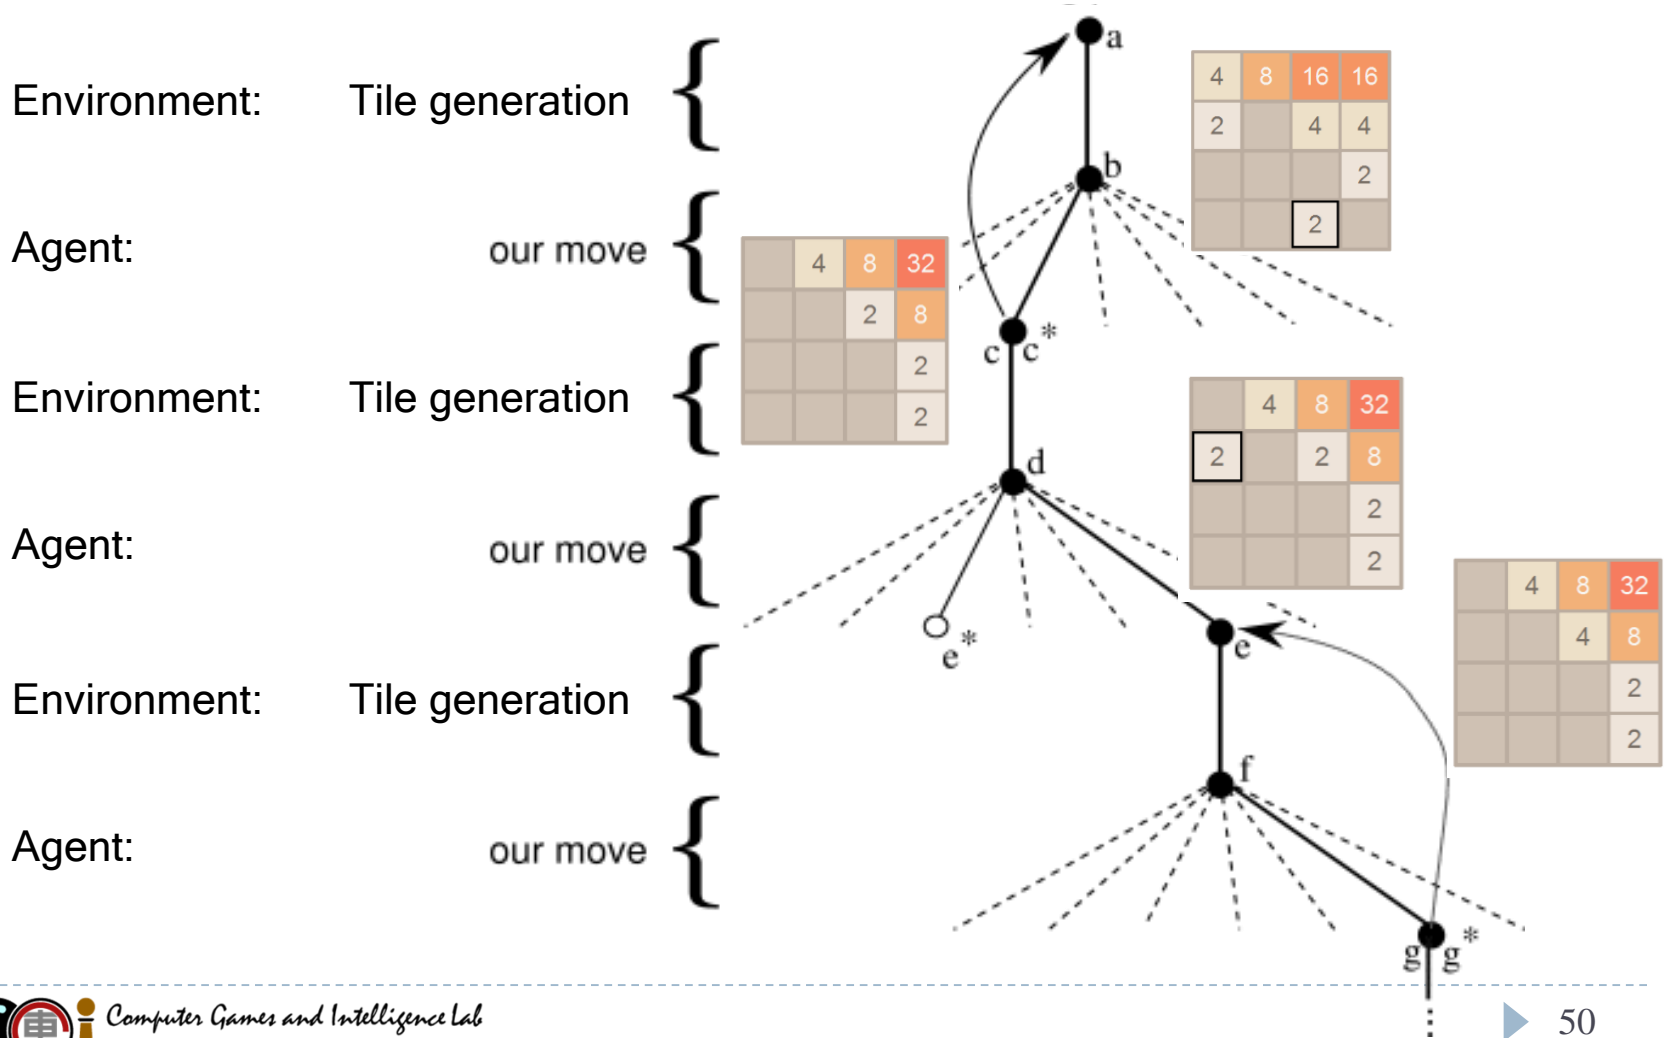 a
Environment: Tile generation
4 8 16 16
2 4 4
2
2
b
Agent: our move
4 8 32
2 8
2
2
c c*
Environment: Tile generation
4 8 32
2 2 8
2
2
d
Agent: our move
4 8 32
4 8
2
2
e*
e
Environment: Tile generation
f
Agent: our move
g g*
車
Computer Games and Intelligence Lab
50